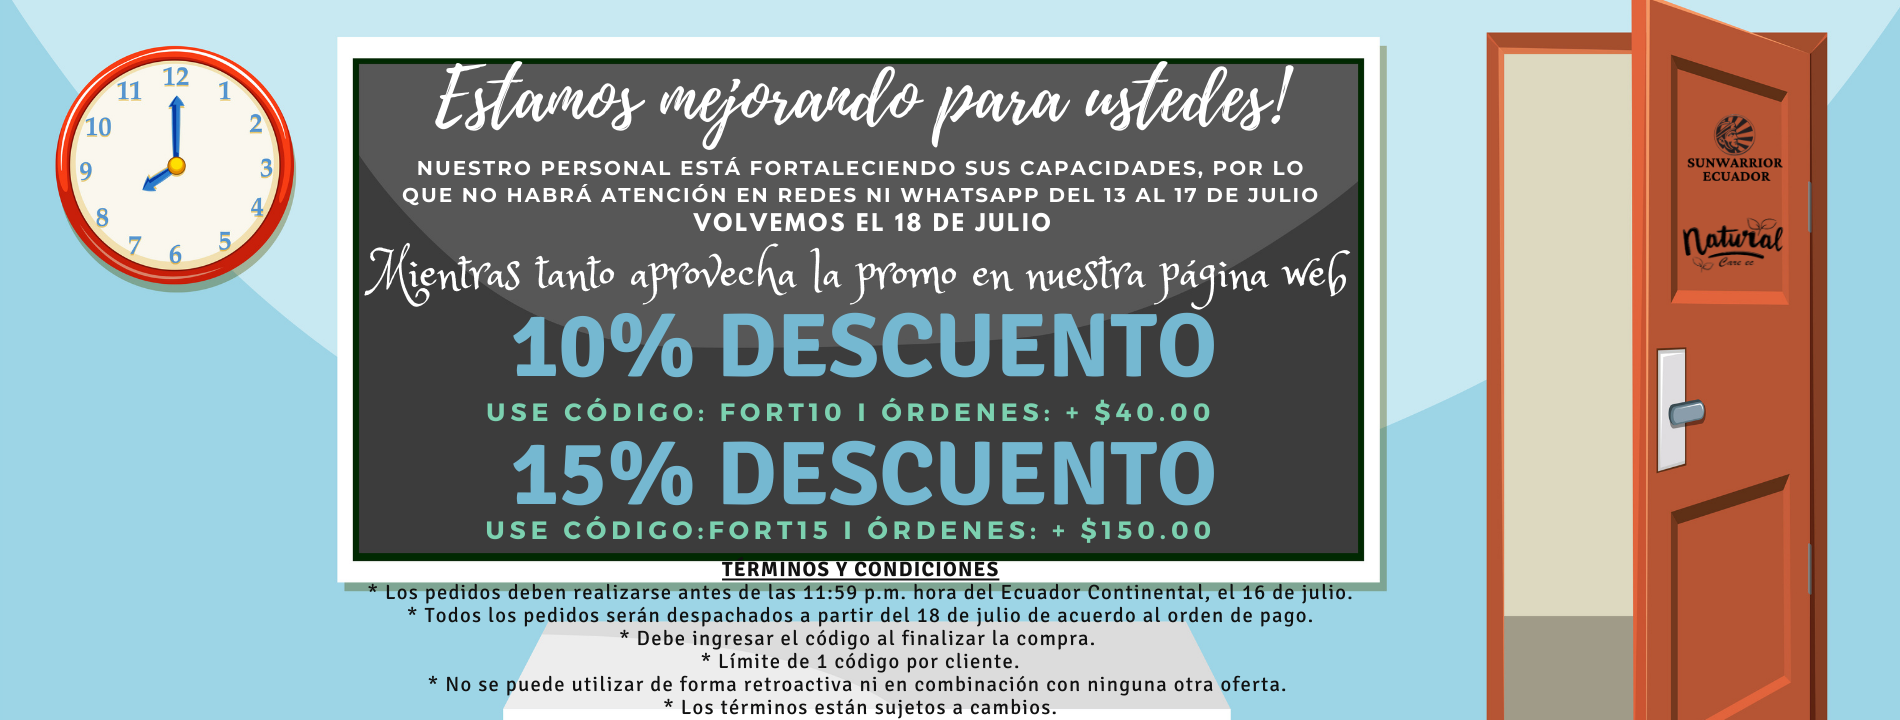 12
11
1
10
2
9
3
8
4
7
5
6
Estamos mejorando para ustedes!
NUESTRO PERSONAL ESTÁ FORTALECIENDO SUS CAPACIDADES, POR LO
QUE NO HABRÁ ATENCIÓN EN REDES NI WHATSAPP DEL 13 AL 17 DE JULIO
VOLVEMOS EL 18 DE JULIO
Mientras tanto aprovecha la promo en nuestra página web
10% DESCUENTO
USE CÓDIGO: FORT10 I ÓRDENES: + $40.00
15% DESCUENTO
USE CÓDIGO:FORT15 I ÓRDENES: + $150.00
TERMINOS Y CONDICIONES
* Los pedidos deben realizarse antes de las 11:59 p.m. hora del Ecuador Continental, el 16 de julio.
* Todos los pedidos serán despachados a partir del 18 de julio de acuerdo al orden de pago.
* Debe ingresar el código al finalizar la compra.
* Límite de 1 código por cliente.
* No se puede utilizar de forma retroactiva ni en combinación con ninguna otra oferta.
* Los términos están sujetos a cambios.
SUNWARRIOR
ECUADOR
Natural
Care ec